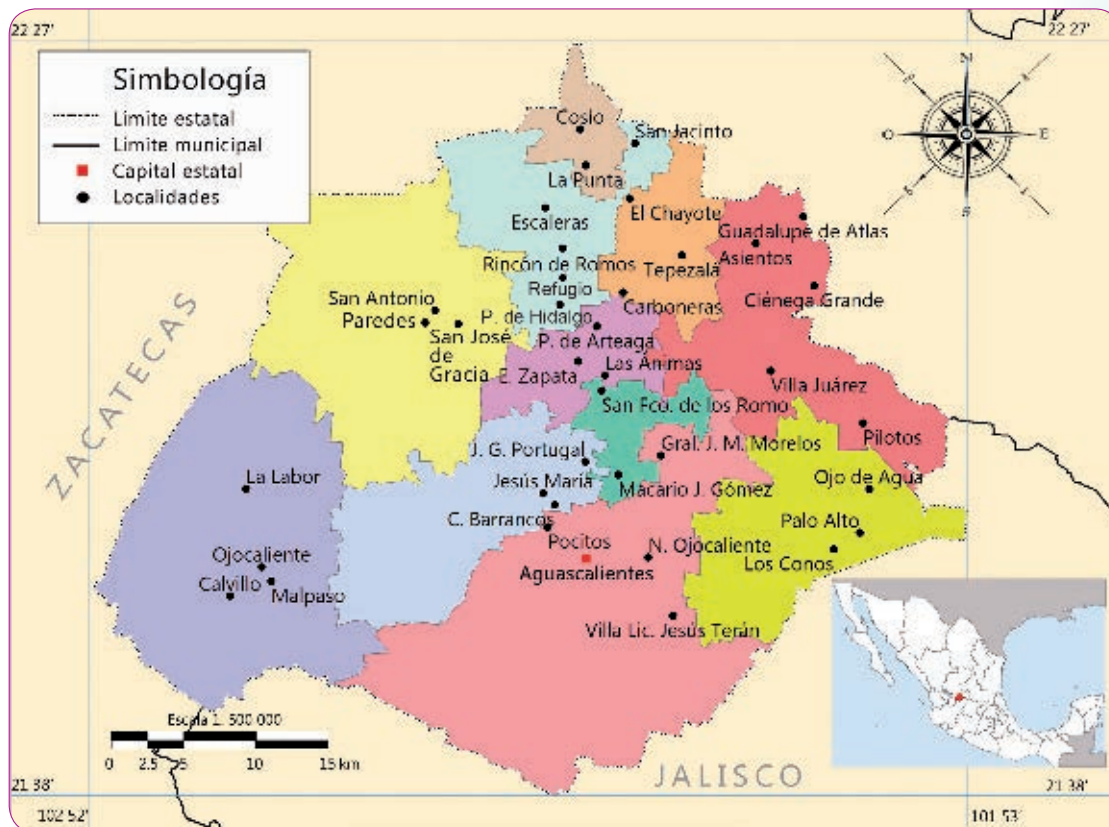 22 27'
22 27'
Simbología
Limite estatal
Limite municipal
Capital estatal
Localidades
N
O
E
S
Cosio
San Jacinto
La Punta
El Chayote
Escaleras
Guadalupe de Atlas
Asientos
Rincón de Romos
Tepezalá
Refugio
Ciénega Grande
San Antonio
Carboneras
Paredes
P. de Hidalgo
San José
de
Gracia
P. de Arteaga
Las Ánimas
E. Zapata
Villa Juárez
ZACATECAS
San Fco. de los Romo
Pilotos
J. G. Portugal
Gral. J. M. Morelos
La Labor
Jesús María
Macario J. Gómez
Ojo de Agua
C. Barrancos
Palo Alto
Pocitos
N. Ojocaliente
Los Conos
Ojocaliente
Aguascalientes
Calvillo
Malpaso
Villa Lic. Jesús Terán
Escala 1: 500 000
0 2.5 5 10 15 km
JALISCO
21 38'
21 38'
102 52'
101 53'